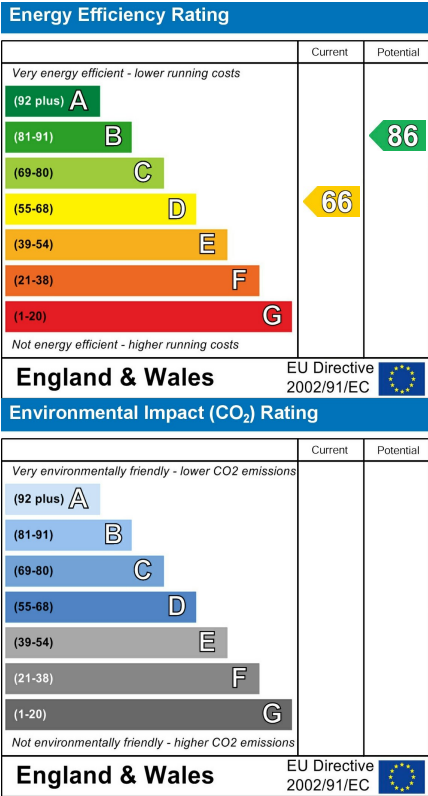 Energy Efficiency Rating
Current Potential
Very energy efficient - lower running costs
(92 plus) A
(81-91) B
86
(69-80) C
(55-68) D
66
(39-54) E
(21-38) F
(1-20) G
Not energy efficient - higher running costs
England & Wales
EU Directive
2002/91/EC
Environmental Impact (CO₂) Rating
Current Potential
Very environmentally friendly - lower CO2 emissions
(92 plus) A
(81-91) B
(69-80) C
(55-68) D
(39-54) E
(21-38) F
(1-20) G
Not environmentally friendly - higher CO2 emissions
England & Wales
EU Directive
2002/91/EC